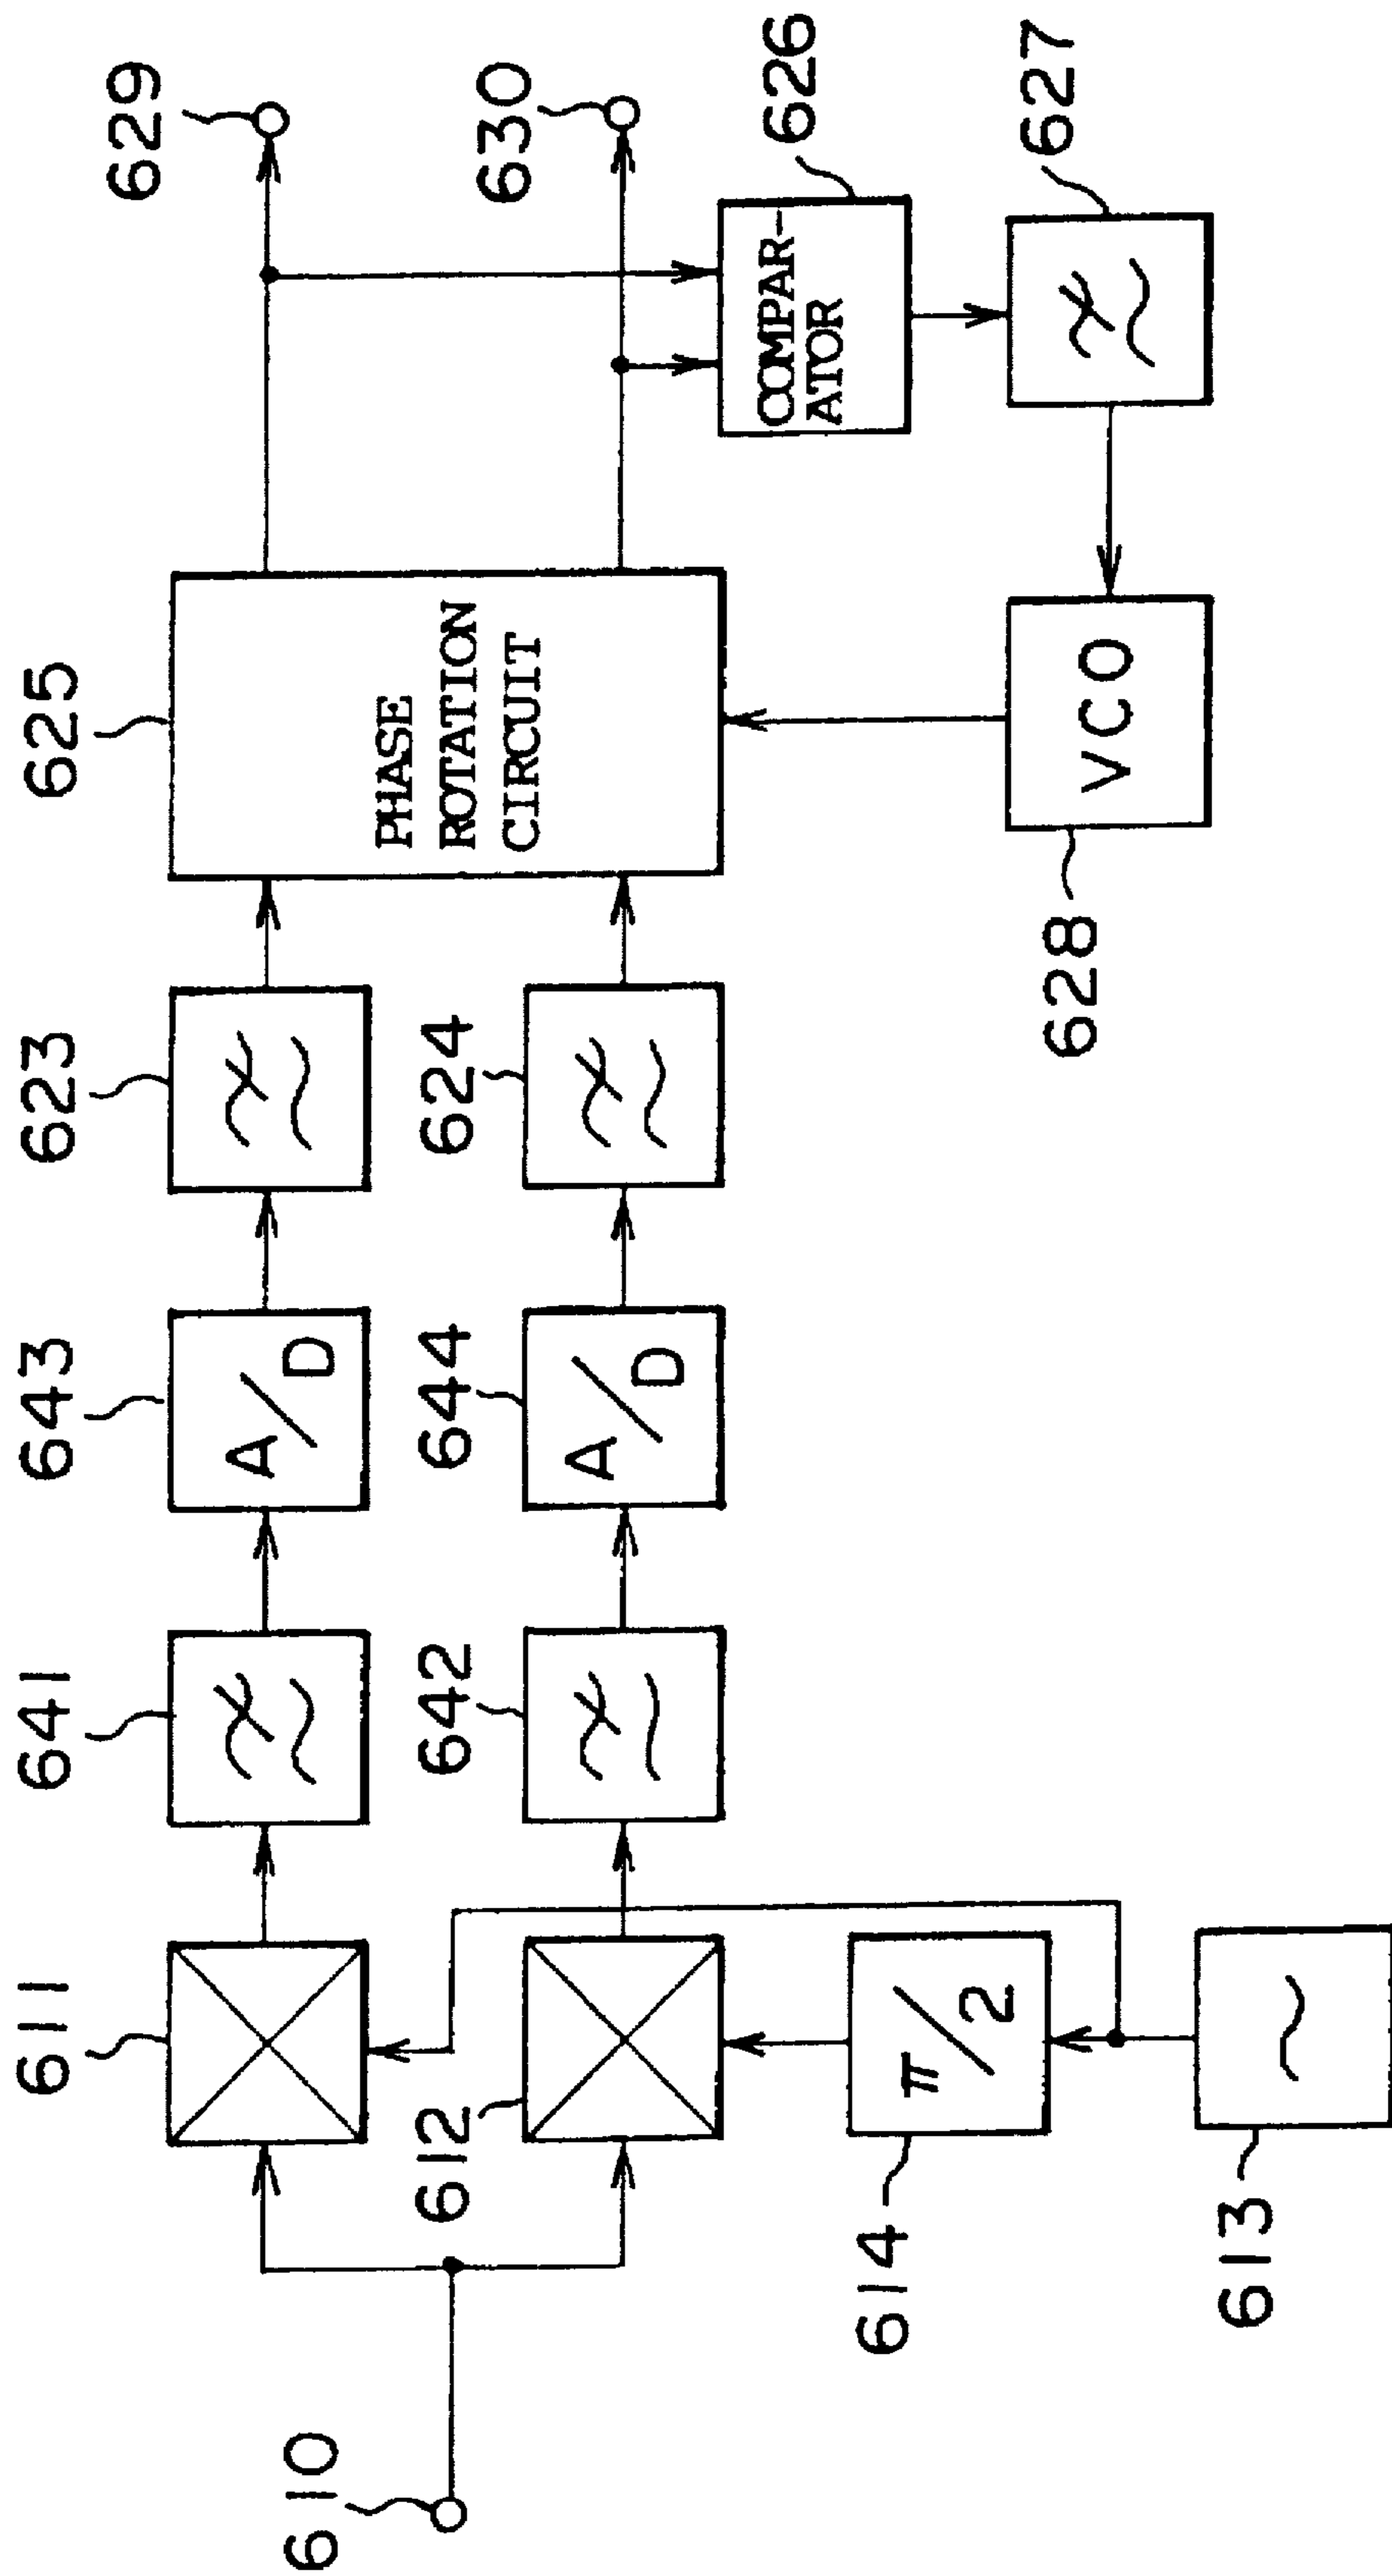 610
611
612
613
614
641
642
643
A/D
644
A/D
623
624
625
PHASE
ROTATION
CIRCUIT
629
630
COMPAR-
ATOR
626
627
VCO
628
π/2